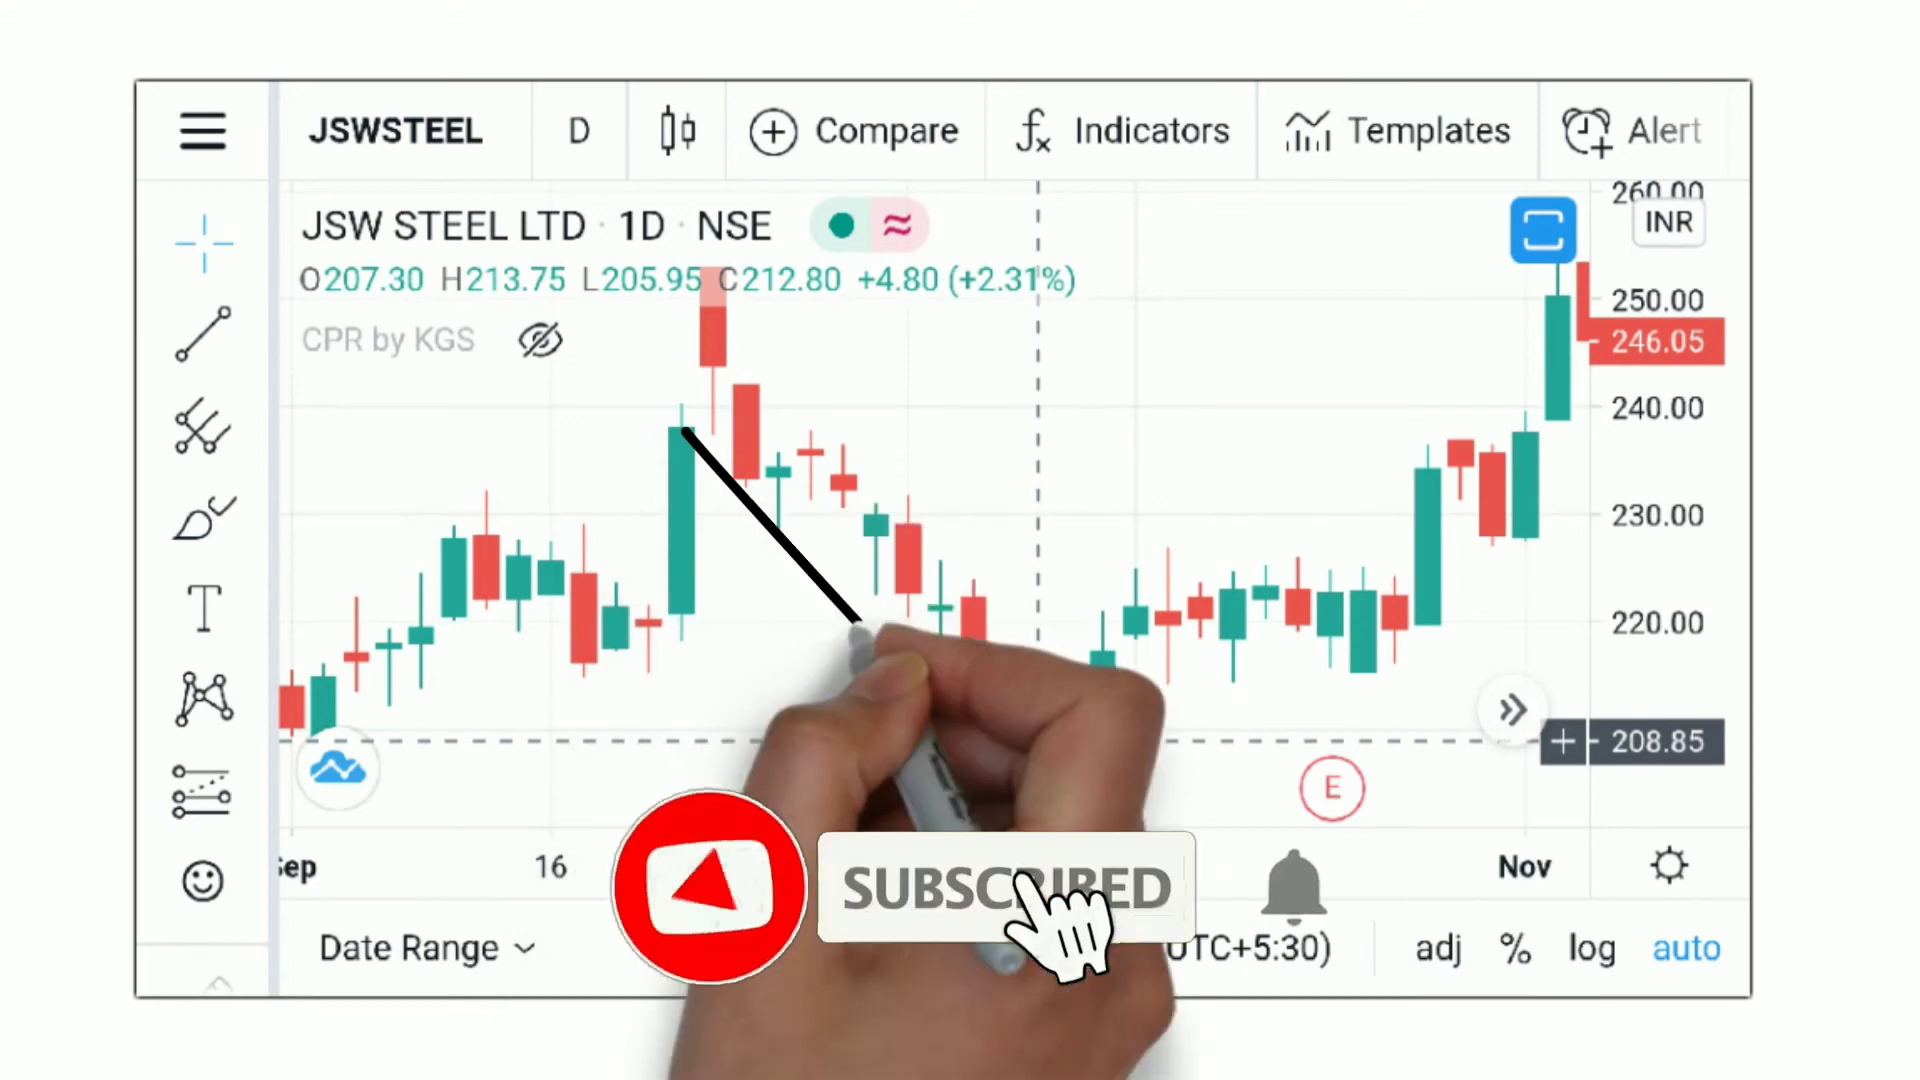 JSWSTEEL D Compare fx Indicators Templates Alert
JSW STEEL LTD · 1D · NSE
O207.30 H213.75 L205.95 C212.80 +4.80 (+2.31%)
CPR by KGS
260.00
INR
250.00
246.05
240.00
230.00
220.00
208.85
E
Sep 16 Nov
SUBSCRIBED
Date Range UTC+5:30) adj % log auto